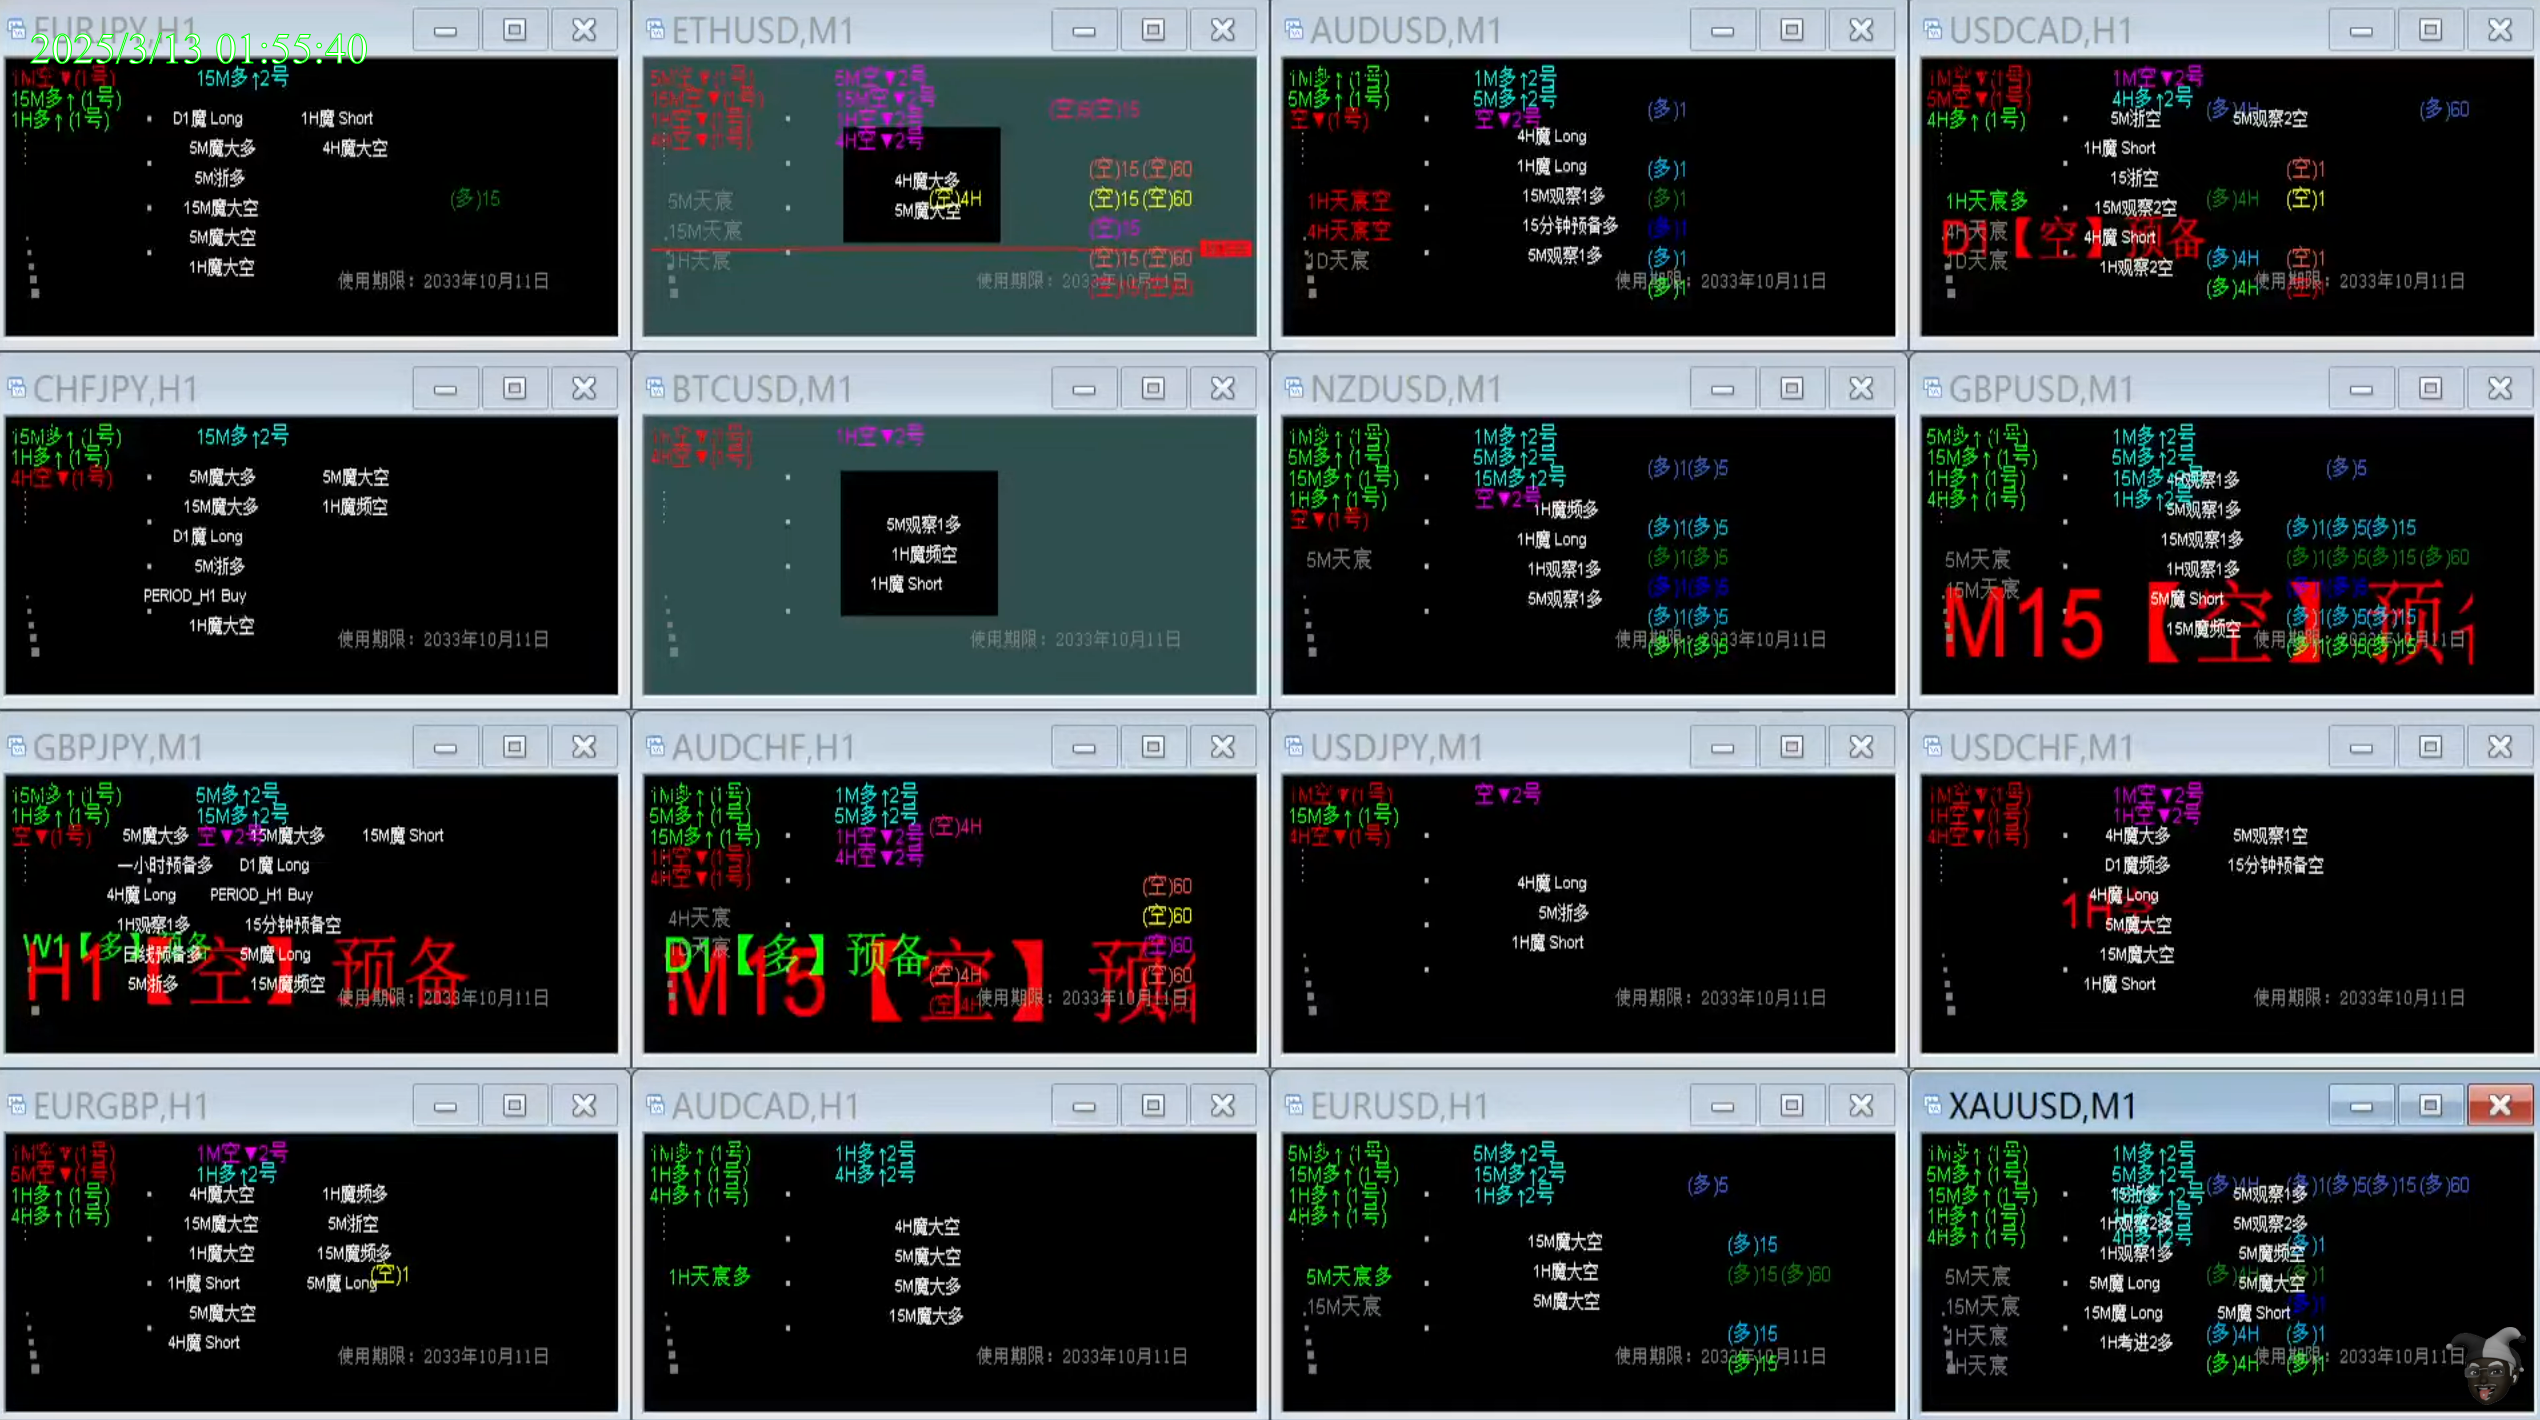 EURJPY,H1
2025/3/13 01:55:40
1M空▼(1号) 15M多↑2号
15M多↑(1号)
1H多↑(1号)
D1魔 Long 1H魔 Short
5M魔大多 4H魔大空
5M浙多
15M魔大空 (多)15
5M魔大空
1H魔大空
使用期限：2033年10月11日
ETHUSD,M1
5M空▼(1号) 5M空▼2号
15M空▼(1号) 15M空▼2号
1H空▼(1号) 1H空▼2号
4H空▼(1号) 4H空▼2号
4H魔大多 (空)15(空)60
5M天宸 5M魔大空 (空)4H (空)15(空)60
15M天宸 (空)15
1H天宸 (空)15(空)60
使用期限：2033年10月11日
AUDUSD,M1
1M多↑(1号) 1M多↑2号
5M多↑(1号) 5M多↑2号 (多)1
空▼(1号) 空▼2号
4H魔 Long
1H魔 Long (多)1
1H天宸空 15M观察1多 (多)1
4H天宸空 15分钟预备多 (多)1
1D天宸 5M观察1多 (多)1
使用期限：2033年10月11日
(多)1
USDCAD,H1
1M空▼(1号) 1M空▼2号
5M空▼(1号) 4H多↑2号 (多)4H (多)60
4H多↑(1号) 5M浙空 5M观察2空
1H魔 Short
15浙空 (空)1
1H天宸多 15M观察2空 (多)4H (空)1
4H天宸 4H魔 Short
D1【空】预备
1D天宸 1H观察2空 (多)4H (空)1
(多)4H (空)1
使用期限：2033年10月11日
CHFJPY,H1
15M多↑(1号) 15M多↑2号
1H多↑(1号)
4H空▼(1号)
5M魔大多 5M魔大空
15M魔大多 1H魔频空
D1魔 Long
5M浙多
PERIOD_H1 Buy
1H魔大空
使用期限：2033年10月11日
BTCUSD,M1
1H空▼(1号) 1H空▼2号
4H空▼(1号)
5M观察1多
1H魔频空
1H魔 Short
使用期限：2033年10月11日
NZDUSD,M1
1M多↑(1号) 1M多↑2号
5M多↑(1号) 5M多↑2号 (多)1(多)5
15M多↑(1号) 15M多↑2号
1H多↑(1号) 空▼2号
空▼(1号) 1H魔频多
1H魔 Long (多)1(多)5
5M天宸 1H观察1多 (多)1(多)5
5M观察1多 (多)1(多)5
(多)1(多)5
使用期限：2033年10月11日
(多)1(多)5
GBPUSD,M1
5M多↑(1号) 1M多↑2号
15M多↑(1号) 5M多↑2号 (多)5
1H多↑(1号) 15M多↑2号 4H观察1多
4H多↑(1号) 1H多↑2号 5M观察1多
15M观察1多 (多)1(多)5(多)15
5M天宸 1H观察1多 (多)1(多)5(多)15(多)60
15M天宸 5M魔 Short (多)1(多)5
M15【空】预
15M魔频空 (多)1(多)5(多)15
(多)1(多)5(多)15
使用期限：2033年10月11日
GBPJPY,M1
15M多↑(1号) 5M多↑2号
1H多↑(1号) 15M多↑2号
空▼(1号) 5M魔大多 空▼2号 15M魔大多 15M魔 Short
一小时预备多 D1魔 Long
4H魔 Long PERIOD_H1 Buy
1H观察1多 15分钟预备空
W1【多】预备
日线预备多 5M魔 Long
H1【空】预备
5M浙多 15M魔频空
使用期限：2033年10月11日
AUDCHF,H1
1M多↑(1号) 1M多↑2号
5M多↑(1号) 5M多↑2号
15M多↑(1号) 1H空▼2号 (空)4H
1H空▼(1号) 4H空▼2号
4H空▼(1号) (空)60
4H天宸 (空)60
1D天宸 (空)60
D1【多】预备
M15【空】预
(空)4H (空)60
(空)4H
使用期限：2033年10月11日
USDJPY,M1
1M空▼(1号) 空▼2号
15M多↑(1号)
4H空▼(1号)
4H魔 Long
5M浙多
1H魔 Short
使用期限：2033年10月11日
USDCHF,M1
1M空▼(1号) 1M空▼2号
1H空▼(1号) 1H空▼2号
4H空▼(1号) 4H魔大多 5M观察1空
D1魔频多 15分钟预备空
4H魔 Long
1H空
5M魔大空
15M魔大空
1H魔 Short
使用期限：2033年10月11日
EURGBP,H1
1M空▼(1号) 1M空▼2号
5M空▼(1号) 1H多↑2号
1H多↑(1号) 4H魔大空 1H魔频多
4H多↑(1号) 15M魔大空 5M浙空
1H魔大空 15M魔频多
1H魔 Short 5M魔 Long (空)1
5M魔大空
4H魔 Short
使用期限：2033年10月11日
AUDCAD,H1
1M多↑(1号) 1H多↑2号
1H多↑(1号) 4H多↑2号
4H多↑(1号)
4H魔大空
5M魔大空
1H天宸多 5M魔大多
15M魔大多
使用期限：2033年10月11日
EURUSD,H1
5M多↑(1号) 5M多↑2号
15M多↑(1号) 15M多↑2号 (多)5
1H多↑(1号) 1H多↑2号
4H多↑(1号)
15M魔大空 (多)15
5M天宸多 1H魔大空 (多)15(多)60
15M天宸 5M魔大空
(多)15
使用期限：2033年10月11日
(多)15
XAUUSD,M1
1M多↑(1号) 1M多↑2号
5M多↑(1号) 5M多↑2号 (多)4H (多)1(多)5(多)15(多)60
15M多↑(1号) 15浙多 5M观察1多
1H多↑(1号) 1H观察2多 5M观察2多
4H多↑(1号) 4H多↑2号 (多)1
1H观察1多 5M魔频空
5M天宸 5M魔 Long (多)4H 5M魔大空 (多)1
15M天宸 15M魔 Long 5M魔 Short (多)1
1H天宸 1H考进2多 (多)4H (多)1
4H天宸 (多)4H (多)1
使用期限：2033年10月11日